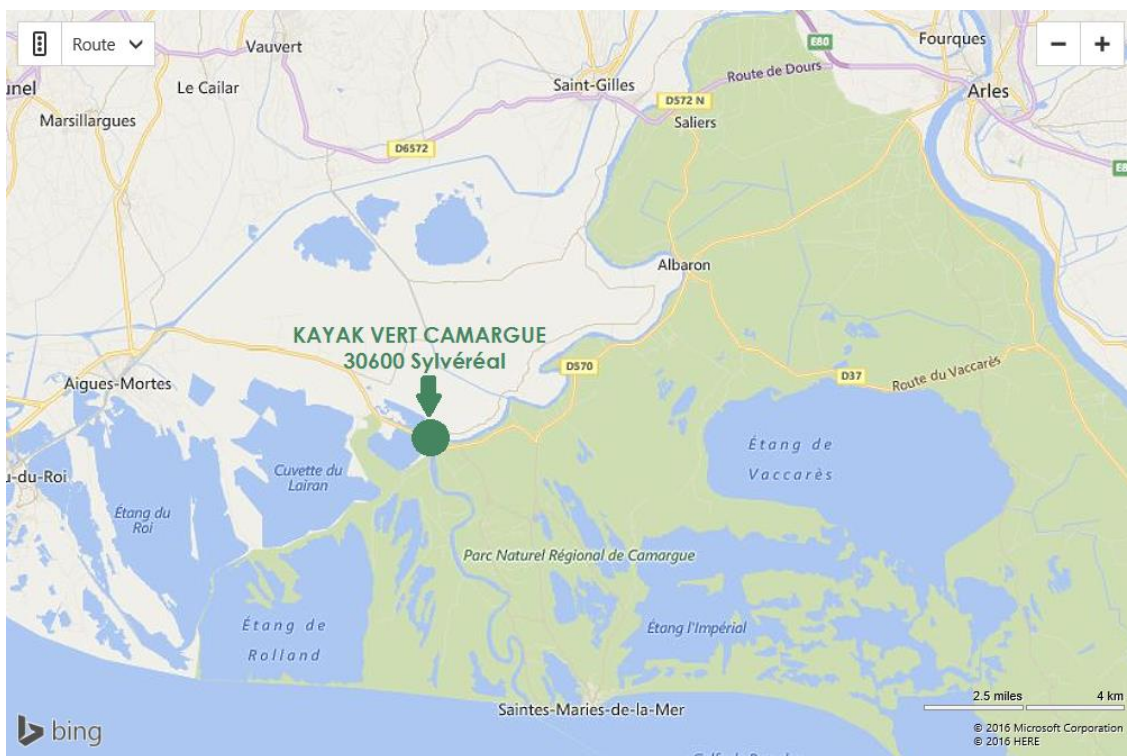 Route
Vauvert
E80
Fourques
−
+
Saint-Gilles
Route de Dours
unel
Le Cailar
D572 N
Arles
Marsillargues
Saliers
D6572
Albaron
KAYAK VERT CAMARGUE
30600 Sylvéréal
D570
D37
Route du Vaccarès
Aigues-Mortes
Étang de
Vaccarès
Cuvette du
Laïran
u-du-Roi
Étang du
Roi
Parc Naturel Régional de Camargue
Étang de
Rolland
Étang l'Impérial
Saintes-Maries-de-la-Mer
2.5 miles
4 km
bing
© 2016 Microsoft Corporation
© 2016 HERE